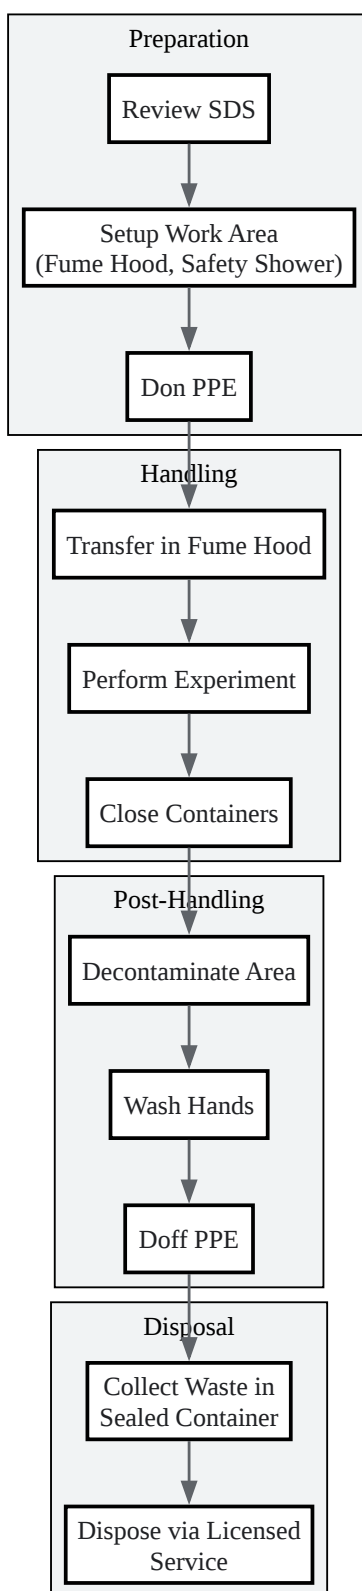 Preparation
Review SDS
Setup Work Area
(Fume Hood, Safety Shower)
Don PPE
Handling
Transfer in Fume Hood
Perform Experiment
Close Containers
Post-Handling
Decontaminate Area
Wash Hands
Doff PPE
Disposal
Collect Waste in
Sealed Container
Dispose via Licensed
Service